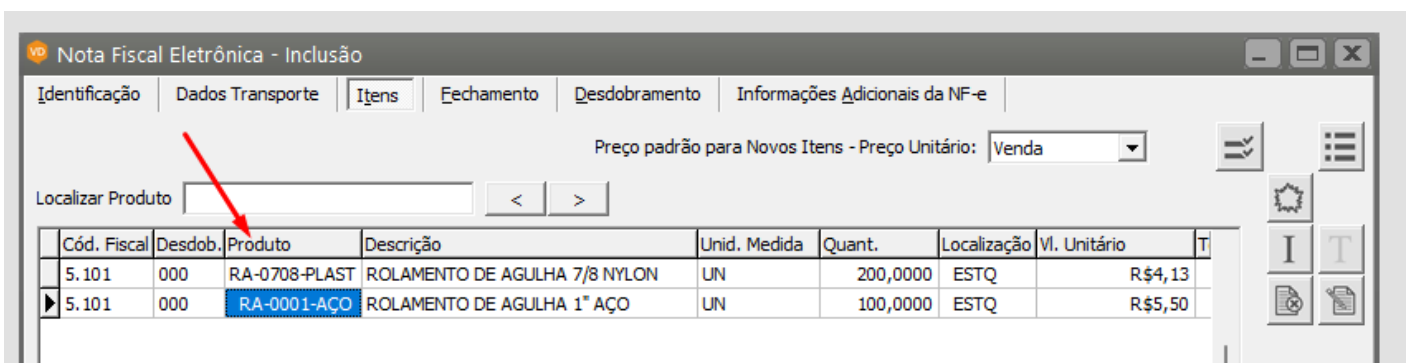 VD Nota Fiscal Eletrônica - Inclusão
Identificação Dados Transporte Itens Fechamento Desdobramento Informações Adicionais da NF-e
Preço padrão para Novos Itens - Preço Unitário: Venda
Localizar Produto < >
Cód. Fiscal Desdob. Produto Descrição Unid. Medida Quant. Localização Vl. Unitário
5.101 000 RA-0708-PLAST ROLAMENTO DE AGULHA 7/8 NYLON UN 200,0000 ESTQ R$4,13
5.101 000 RA-0001-AÇO ROLAMENTO DE AGULHA 1" AÇO UN 100,0000 ESTQ R$5,50
I T